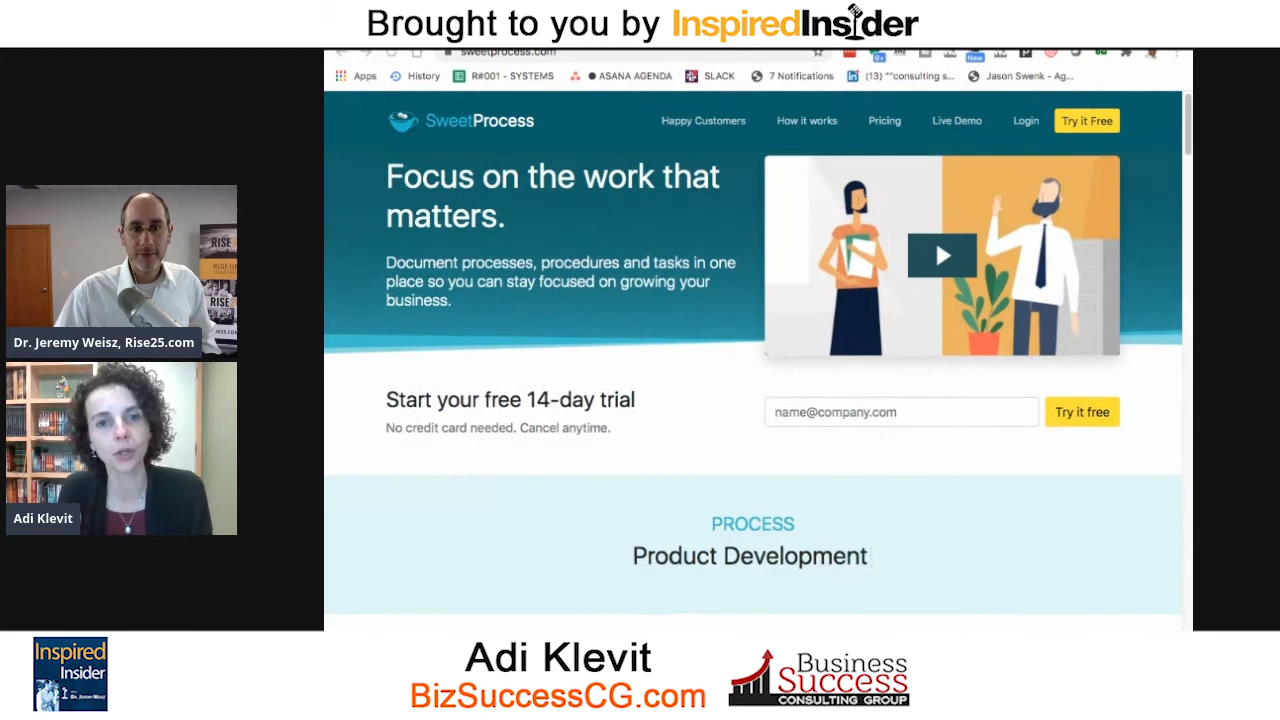 Brought to you by InspiredInsider
sweetprocess.com
Apps
History
R#001 - SYSTEMS
ASANA AGENDA
SLACK
7 Notifications
(13) ""consulting s...
Jason Swenk - Ag...
New
SweetProcess
Happy Customers
How it works
Pricing
Live Demo
Login
Try it Free
Focus on the work that
matters.
Document processes, procedures and tasks in one
place so you can stay focused on growing your
business.
Start your free 14-day trial
No credit card needed. Cancel anytime.
name@company.com
Try it free
PROCESS
Product Development
Dr. Jeremy Weisz, Rise25.com
Adi Klevit
Inspired
Insider
Adi Klevit
BizSuccessCG.com
Business
Success
CONSULTING GROUP